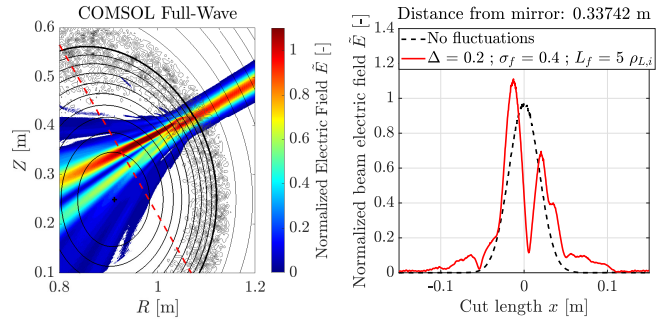 COMSOL Full-Wave
0.6
0.5
0.4
0.3
0.2
0.1
Z [m]
0.8
1
1.2
R [m]
1
0.8
0.6
0.4
0.2
0
Normalized Electric Field Ẽ [-]
Distance from mirror: 0.33742 m
No fluctuations
Δ = 0.2 ; σ_f = 0.4 ; L_f = 5 ρ_{L,i}
1.4
1.2
1
0.8
0.6
0.4
0.2
0
Normalized beam electric field Ẽ [-]
-0.1
0
0.1
Cut length x [m]